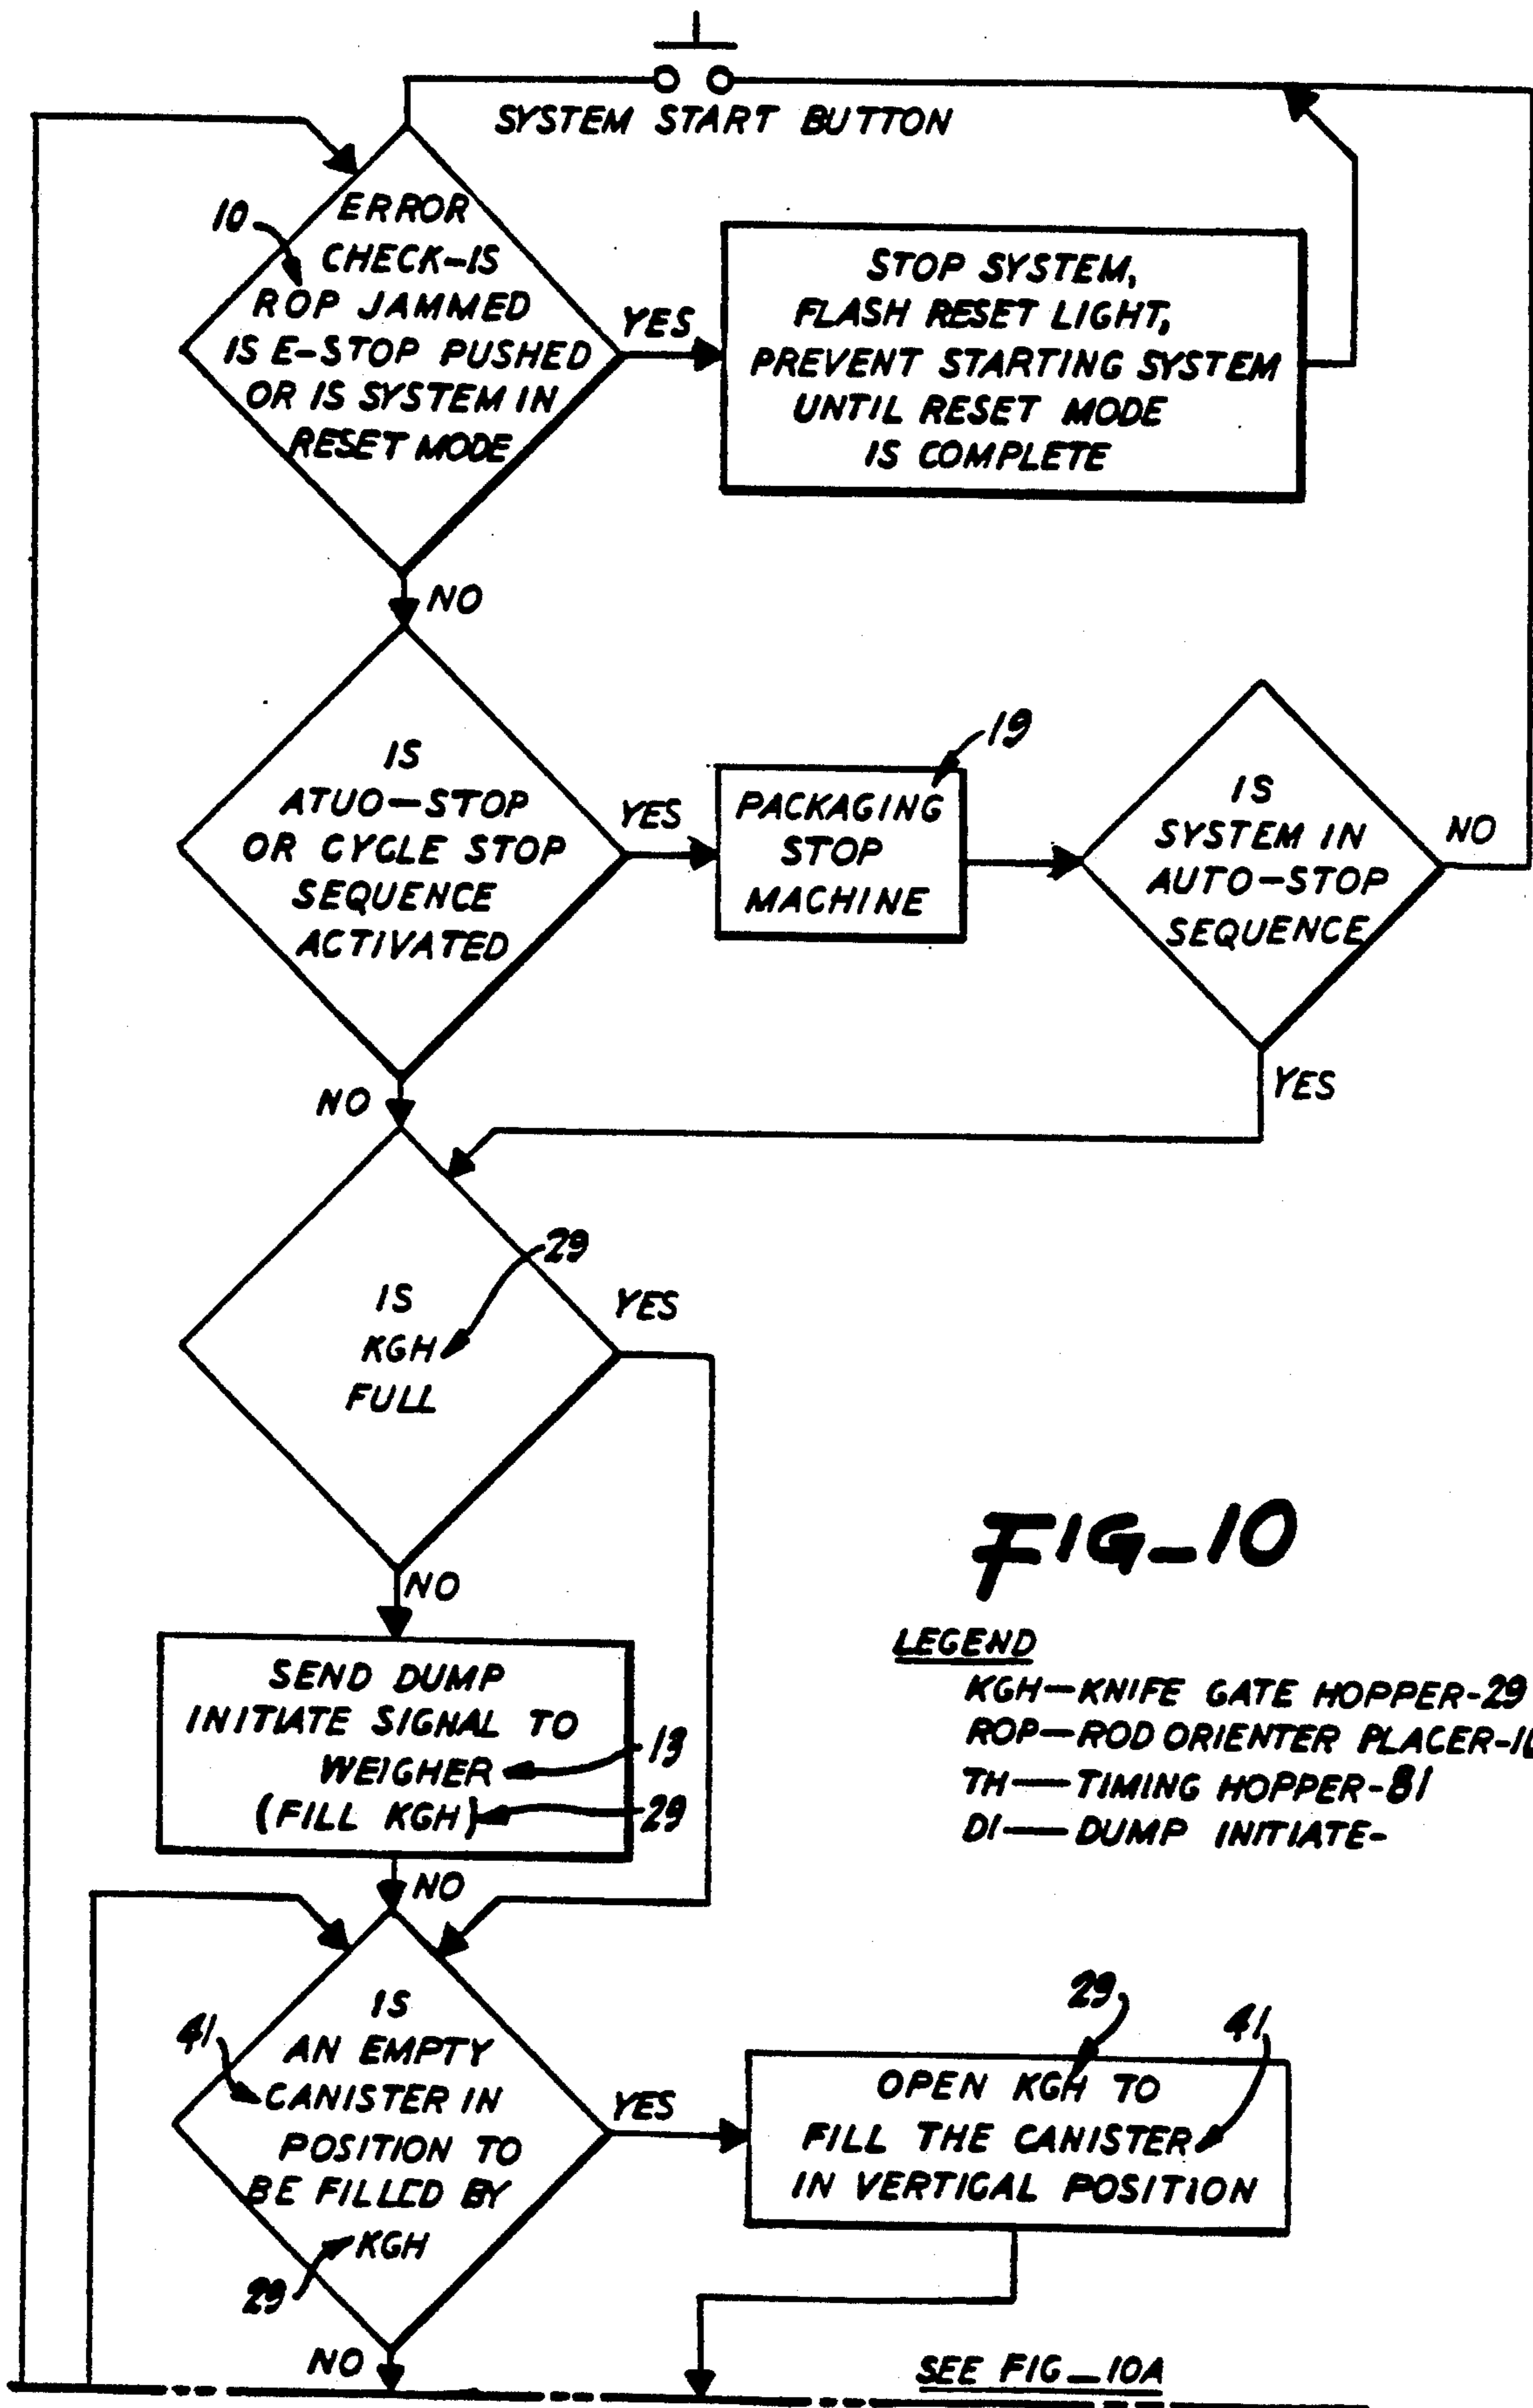 SYSTEM START BUTTON
10
ERROR
CHECK-IS
ROP JAMMED
IS E-STOP PUSHED
OR IS SYSTEM IN
RESET MODE
YES
STOP SYSTEM,
FLASH RESET LIGHT,
PREVENT STARTING SYSTEM
UNTIL RESET MODE
IS COMPLETE
NO
IS
ATUO-STOP
OR CYCLE STOP
SEQUENCE
ACTIVATED
YES
19
PACKAGING
STOP
MACHINE
IS
SYSTEM IN
AUTO-STOP
SEQUENCE
NO
YES
NO
29
IS
KGH
FULL
YES
NO
SEND DUMP
INITIATE SIGNAL TO
WEIGHER
(FILL KGH)
13
29
NO
FIG-10
LEGEND
KGH-KNIFE GATE HOPPER-29
ROP-ROD ORIENTER PLACER-10
TH-TIMING HOPPER-81
DI-DUMP INITIATE-
41
IS
AN EMPTY
CANISTER IN
POSITION TO
BE FILLED BY
KGH
29
YES
29
41
OPEN KGH TO
FILL THE CANISTER
IN VERTICAL POSITION
NO
SEE FIG-10A